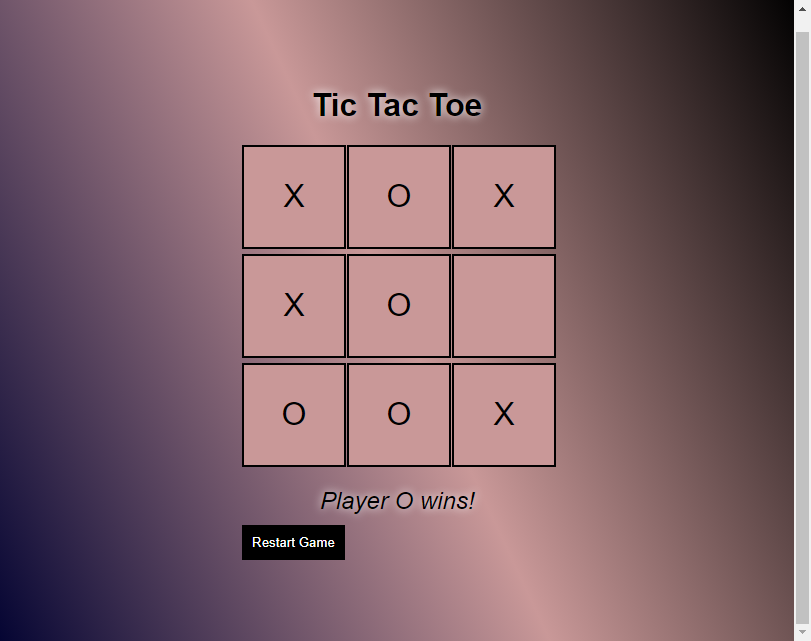 Tic Tac Toe
X O X
X O
O O X
Player O wins!
Restart Game